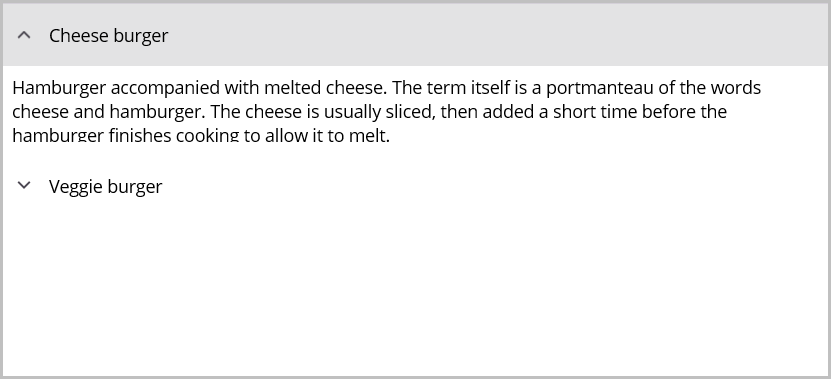 Cheese burger
Hamburger accompanied with melted cheese. The term itself is a portmanteau of the words
cheese and hamburger. The cheese is usually sliced, then added a short time before the
hamburger finishes cooking to allow it to melt.
Veggie burger